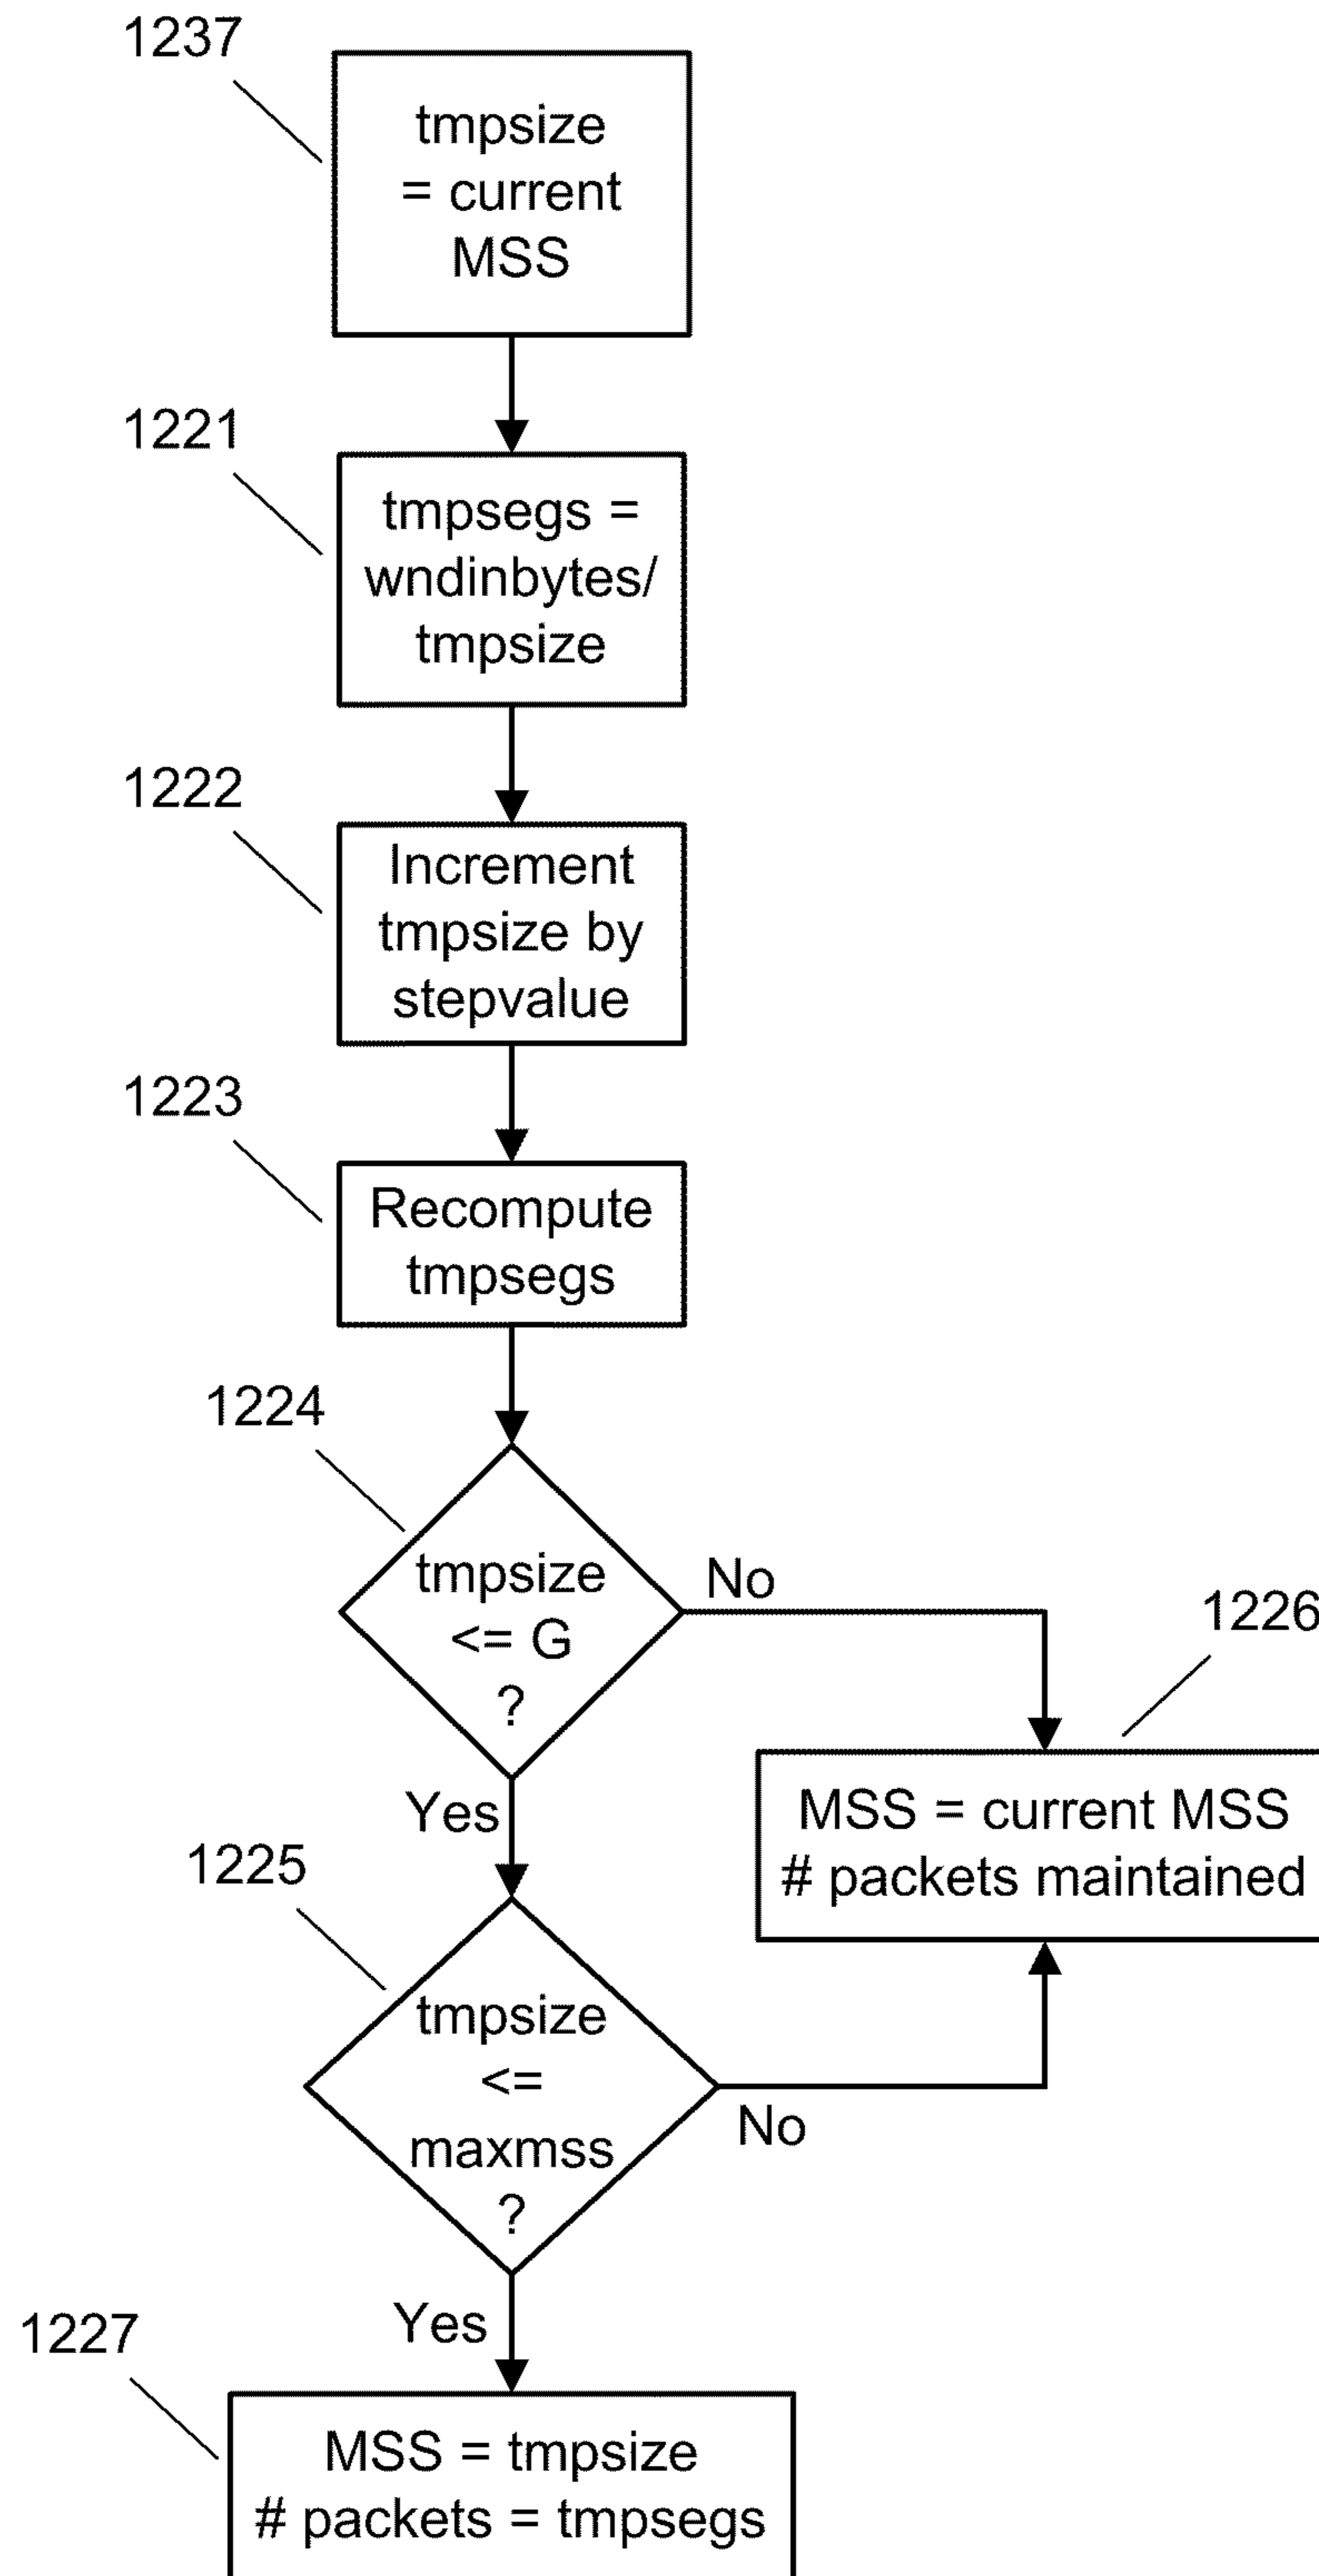 1237
tmpsize
= current
MSS
1221
tmpsegs =
wndinbytes/
tmpsize
1222
Increment
tmpsize by
stepvalue
1223
Recompute
tmpsegs
1224
tmpsize
<= G
?
No
1226
MSS = current MSS
# packets maintained
Yes
1225
tmpsize
<=
maxmss
?
No
Yes
1227
MSS = tmpsize
# packets = tmpsegs